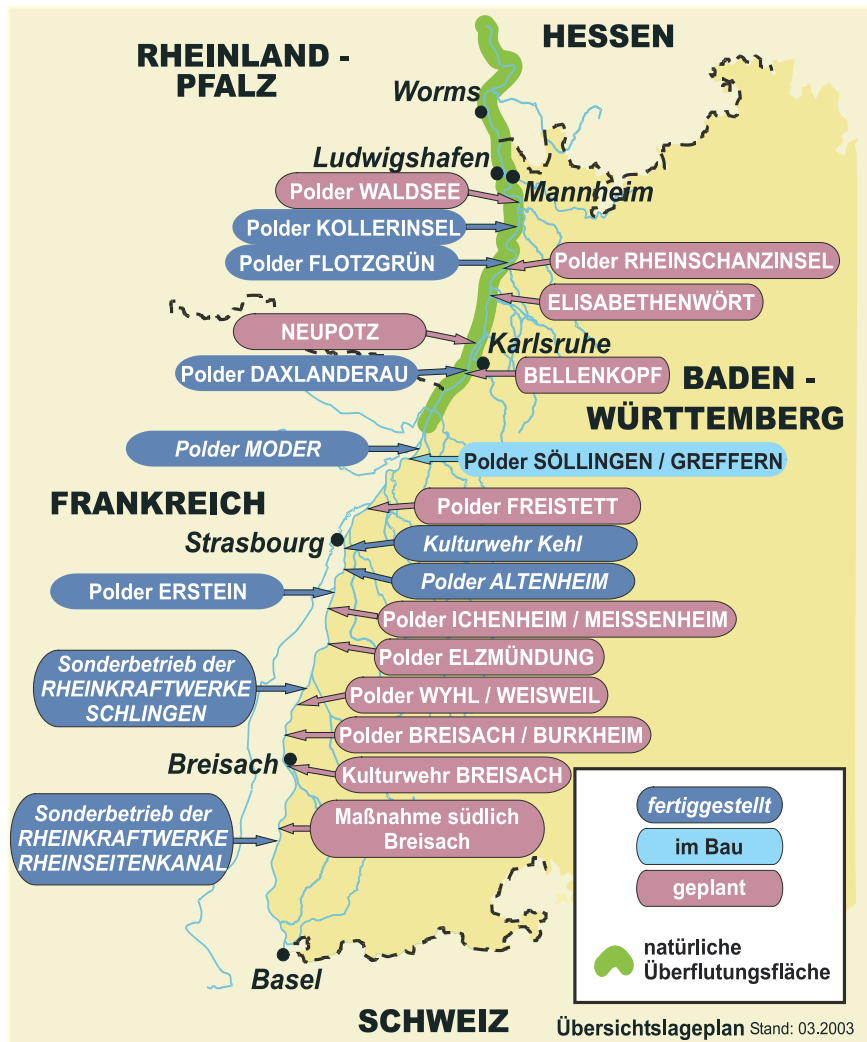 HESSEN
RHEINLAND -
PFALZ
Worms
Ludwigshafen
Mannheim
Polder WALDSEE
Polder KOLLERINSEL
Polder FLOTZGRÜN
Polder RHEINSCHANZINSEL
ELISABETHENWÖRT
NEUPOTZ
Karlsruhe
Polder DAXLANDERAU
BELLENKOPF
BADEN -
WÜRTTEMBERG
Polder MODER
Polder SÖLLINGEN / GREFFERN
FRANKREICH
Polder FREISTETT
Strasbourg
Kulturwehr Kehl
Polder ALTENHEIM
Polder ERSTEIN
Polder ICHENHEIM / MEISSENHEIM
Polder ELZMÜNDUNG
Sonderbetrieb der
RHEINKRAFTWERKE
SCHLINGEN
Polder WYHL / WEISWEIL
Polder BREISACH / BURKHEIM
Breisach
Kulturwehr BREISACH
Sonderbetrieb der
RHEINKRAFTWERKE
RHEINSEITENKANAL
Maßnahme südlich
Breisach
fertiggestellt
im Bau
geplant
natürliche
Überflutungsfläche
Basel
SCHWEIZ
Übersichtslageplan Stand: 03.2003